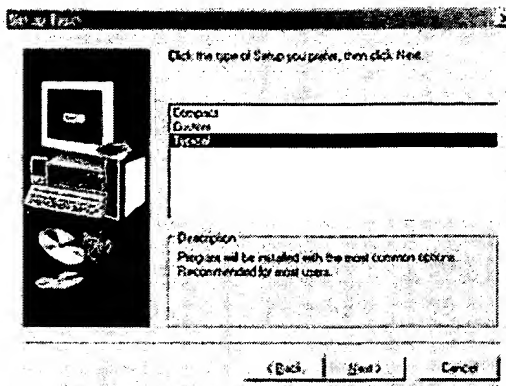 Setup Type
Click the type of Setup you prefer, then click Next.
Compact
Custom
Typical
Description
Program will be installed with the most common options.
Recommended for most users.
< Back
Next >
Cancel